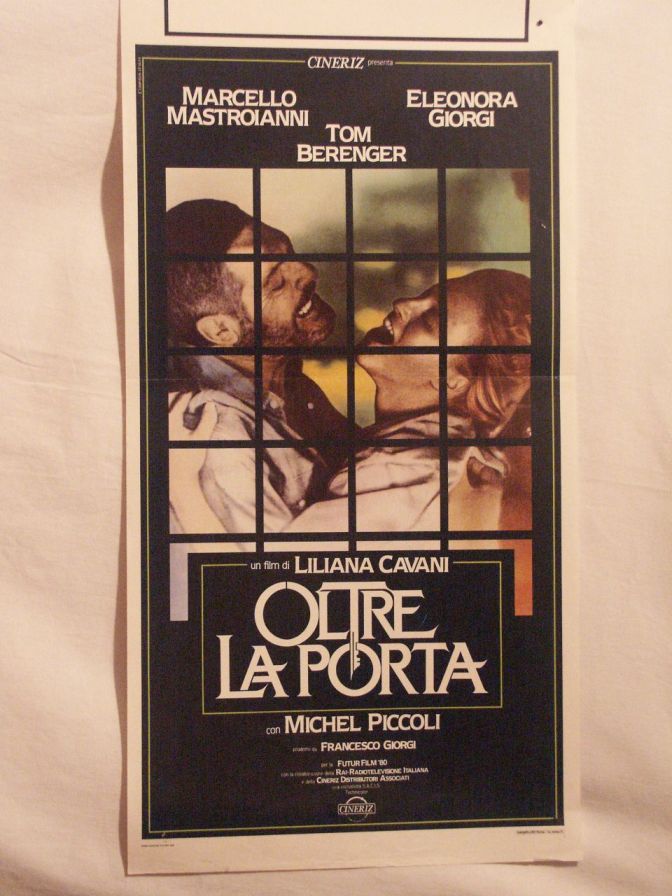 CINERIZ presenta
MARCELLO MASTROIANNI
ELEONORA GIORGI
TOM BERENGER
un film di LILIANA CAVANI
OLTRE
LA PORTA
con MICHEL PICCOLI
prodotto da FRANCESCO GIORGI
per la FUTUR FILM '80
con la collaborazione della RAI-RADIOTELEVISIONE ITALIANA
e della CINERIZ DISTRIBUTORI ASSOCIATI
Technicolor
CINERIZ